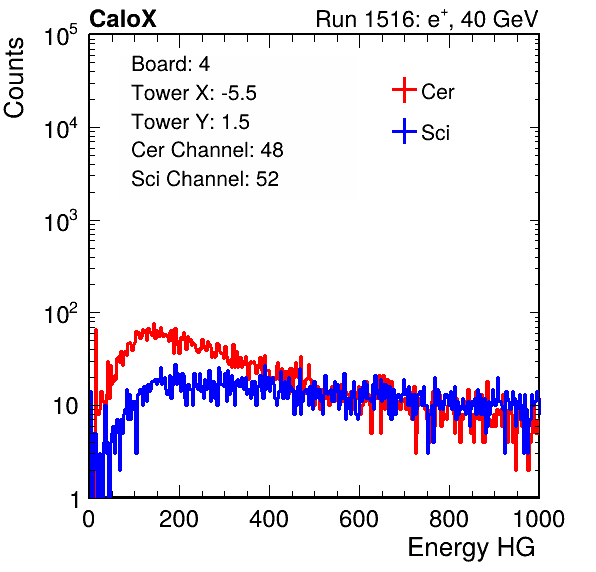 CaloX Run 1516: e+, 40 GeV
Counts
Board: 4
Tower X: -5.5
Tower Y: 1.5
Cer Channel: 48
Sci Channel: 52
Cer
Sci
10^5
10^4
10^3
10^2
10
1
0 200 400 600 800 1000
Energy HG